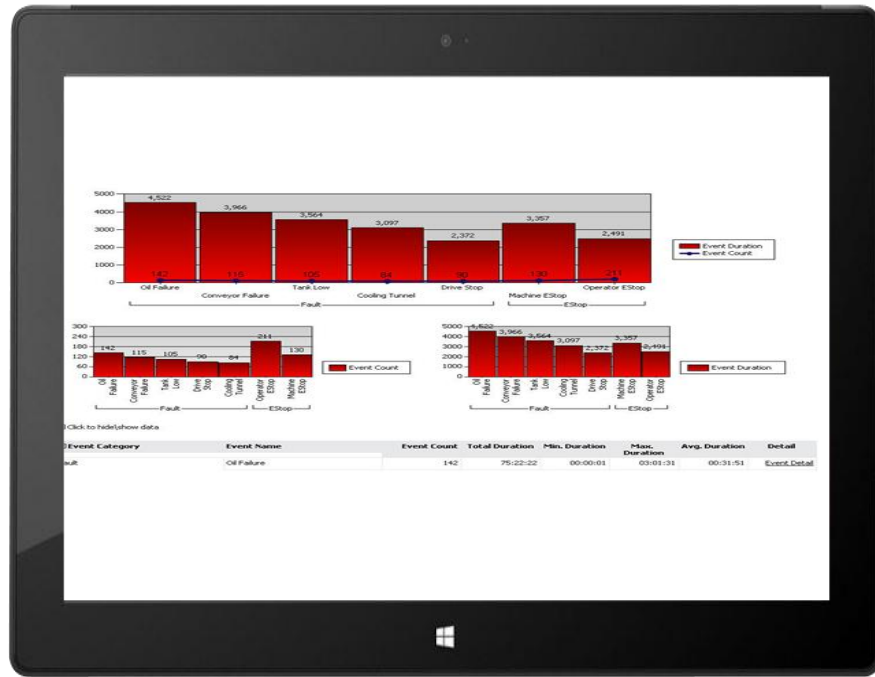 5000
4000
3000
2000
1000
0
4,522
3,966
3,564
3,097
2,372
3,357
2,491
142
115
105
84
90
130
211
Oil Failure
Conveyor Failure
Tank Low
Cooling Tunnel
Drive Stop
Machine EStop
Operator EStop
Fault
EStop
Event Duration
Event Count
300
240
180
120
60
0
142
115
105
90
84
211
130
Oil Failure
Conveyor Failure
Tank Low
Drive Stop
Cooling Tunnel
Operator EStop
Machine EStop
Fault
EStop
Event Count
5000
4000
3000
2000
1000
0
4,522
3,966
3,564
3,097
2,372
3,357
2,491
Oil Failure
Conveyor Failure
Tank Low
Cooling Tunnel
Drive Stop
Machine EStop
Operator EStop
Fault
EStop
Event Duration
Click to hide\show data
Event Category Event Name Event Count Total Duration Min. Duration Max. Duration Avg. Duration Detail
ault Oil Failure 142 75:22:22 00:00:01 03:01:31 00:31:51 Event Detail